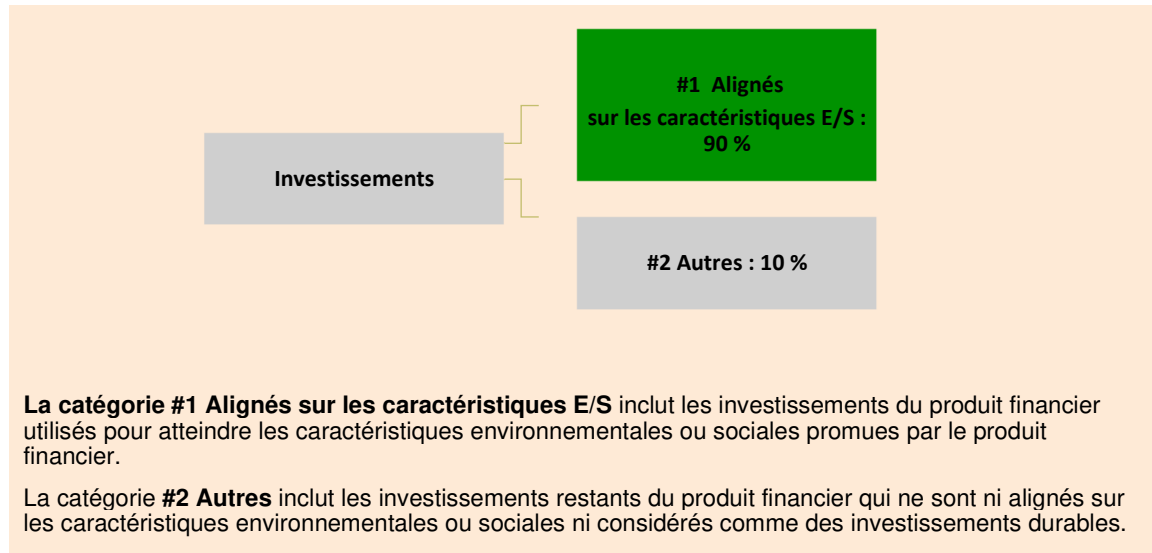 #1 Alignés
sur les caractéristiques E/S :
90 %
Investissements
#2 Autres : 10 %
La catégorie #1 Alignés sur les caractéristiques E/S inclut les investissements du produit financier
utilisés pour atteindre les caractéristiques environnementales ou sociales promues par le produit
financier.
La catégorie #2 Autres inclut les investissements restants du produit financier qui ne sont ni alignés sur
les caractéristiques environnementales ou sociales ni considérés comme des investissements durables.